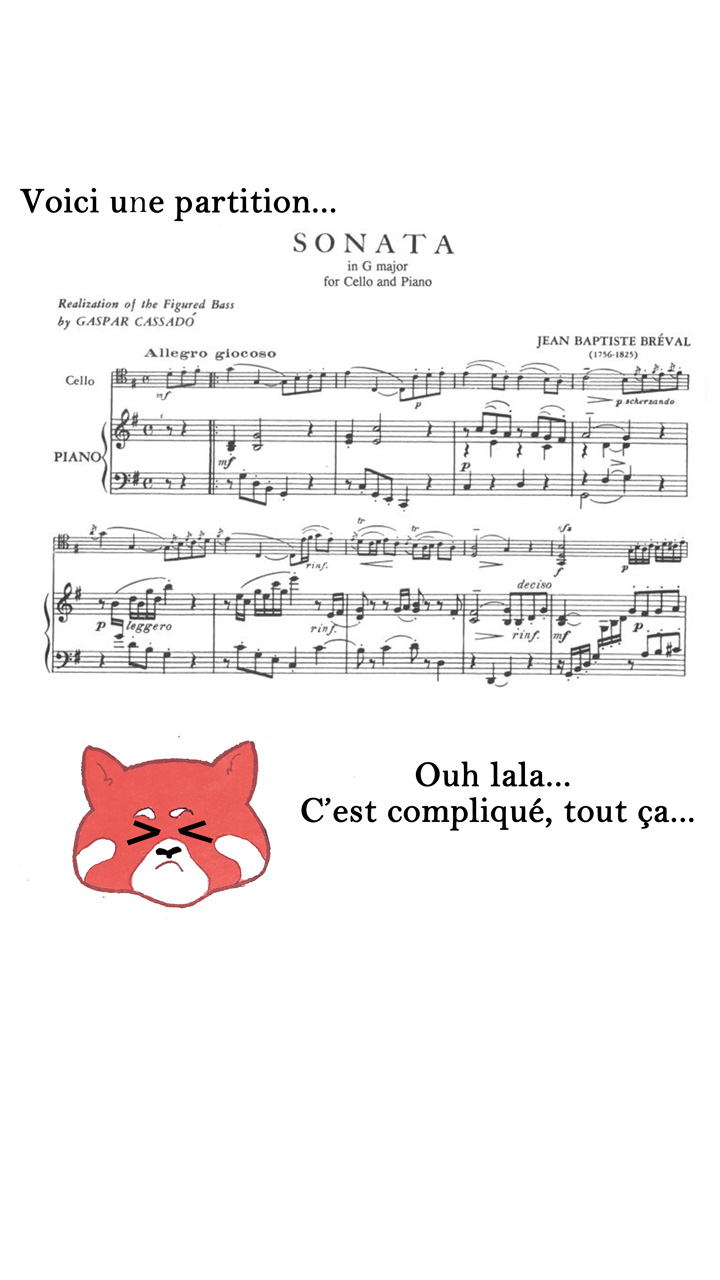 Voici une partition...
SONATA
in G major
for Cello and Piano
Realization of the Figured Bass
by GASPAR CASSADÓ
JEAN BAPTISTE BRÉVAL
(1756-1825)
Allegro giocoso
Cello
mf
p
p scherzando
PIANO
mf
p
rinf.
tr
tr
sfz
f
p
deciso
p leggero
rinf.
rinf.
mf
p
Ouh lala...
C'est compliqué, tout ça...